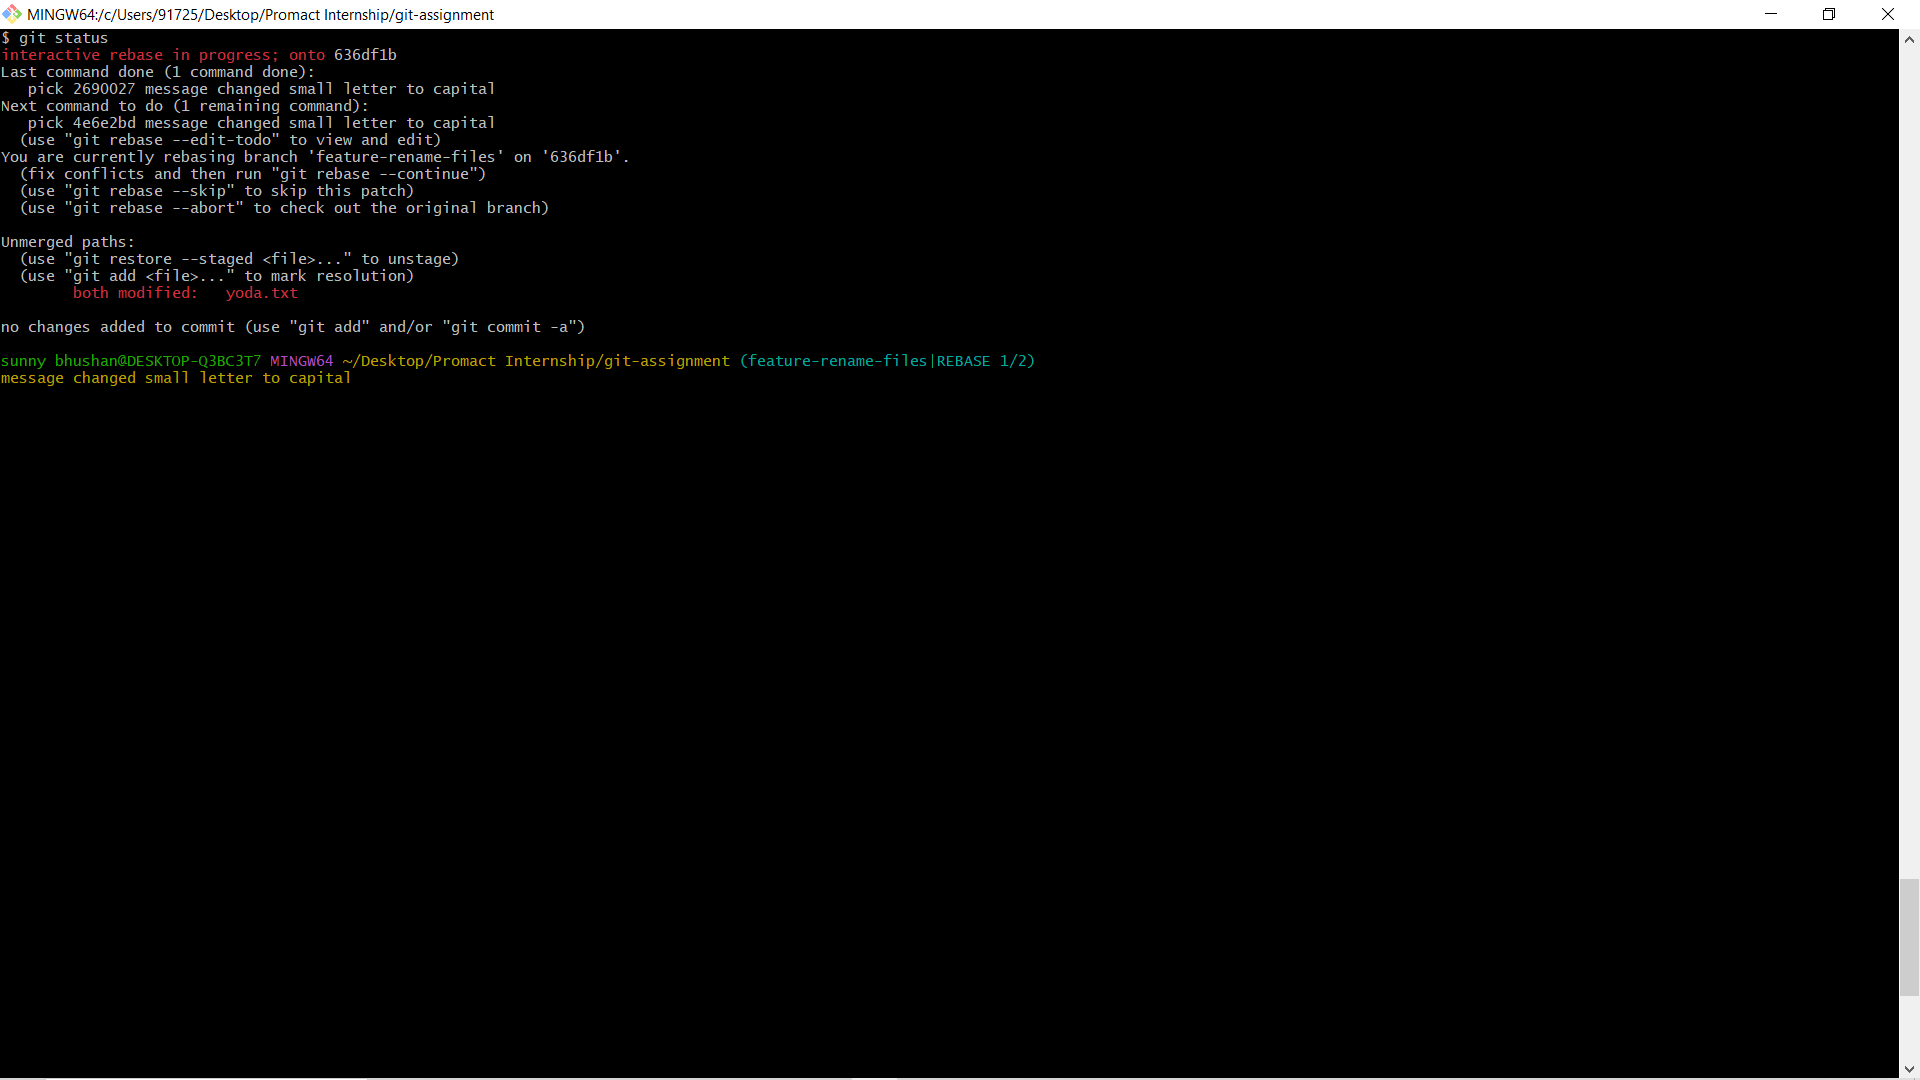 MINGW64:/c/Users/91725/Desktop/Promact Internship/git-assignment
$ git status
interactive rebase in progress; onto 636df1b
Last command done (1 command done):
   pick 2690027 message changed small letter to capital
Next command to do (1 remaining command):
   pick 4e6e2bd message changed small letter to capital
  (use "git rebase --edit-todo" to view and edit)
You are currently rebasing branch 'feature-rename-files' on '636df1b'.
  (fix conflicts and then run "git rebase --continue")
  (use "git rebase --skip" to skip this patch)
  (use "git rebase --abort" to check out the original branch)
Unmerged paths:
  (use "git restore --staged <file>..." to unstage)
  (use "git add <file>..." to mark resolution)
        both modified:   yoda.txt
no changes added to commit (use "git add" and/or "git commit -a")
sunny bhushan@DESKTOP-Q3BC3T7 MINGW64 ~/Desktop/Promact Internship/git-assignment (feature-rename-files|REBASE 1/2)
message changed small letter to capital